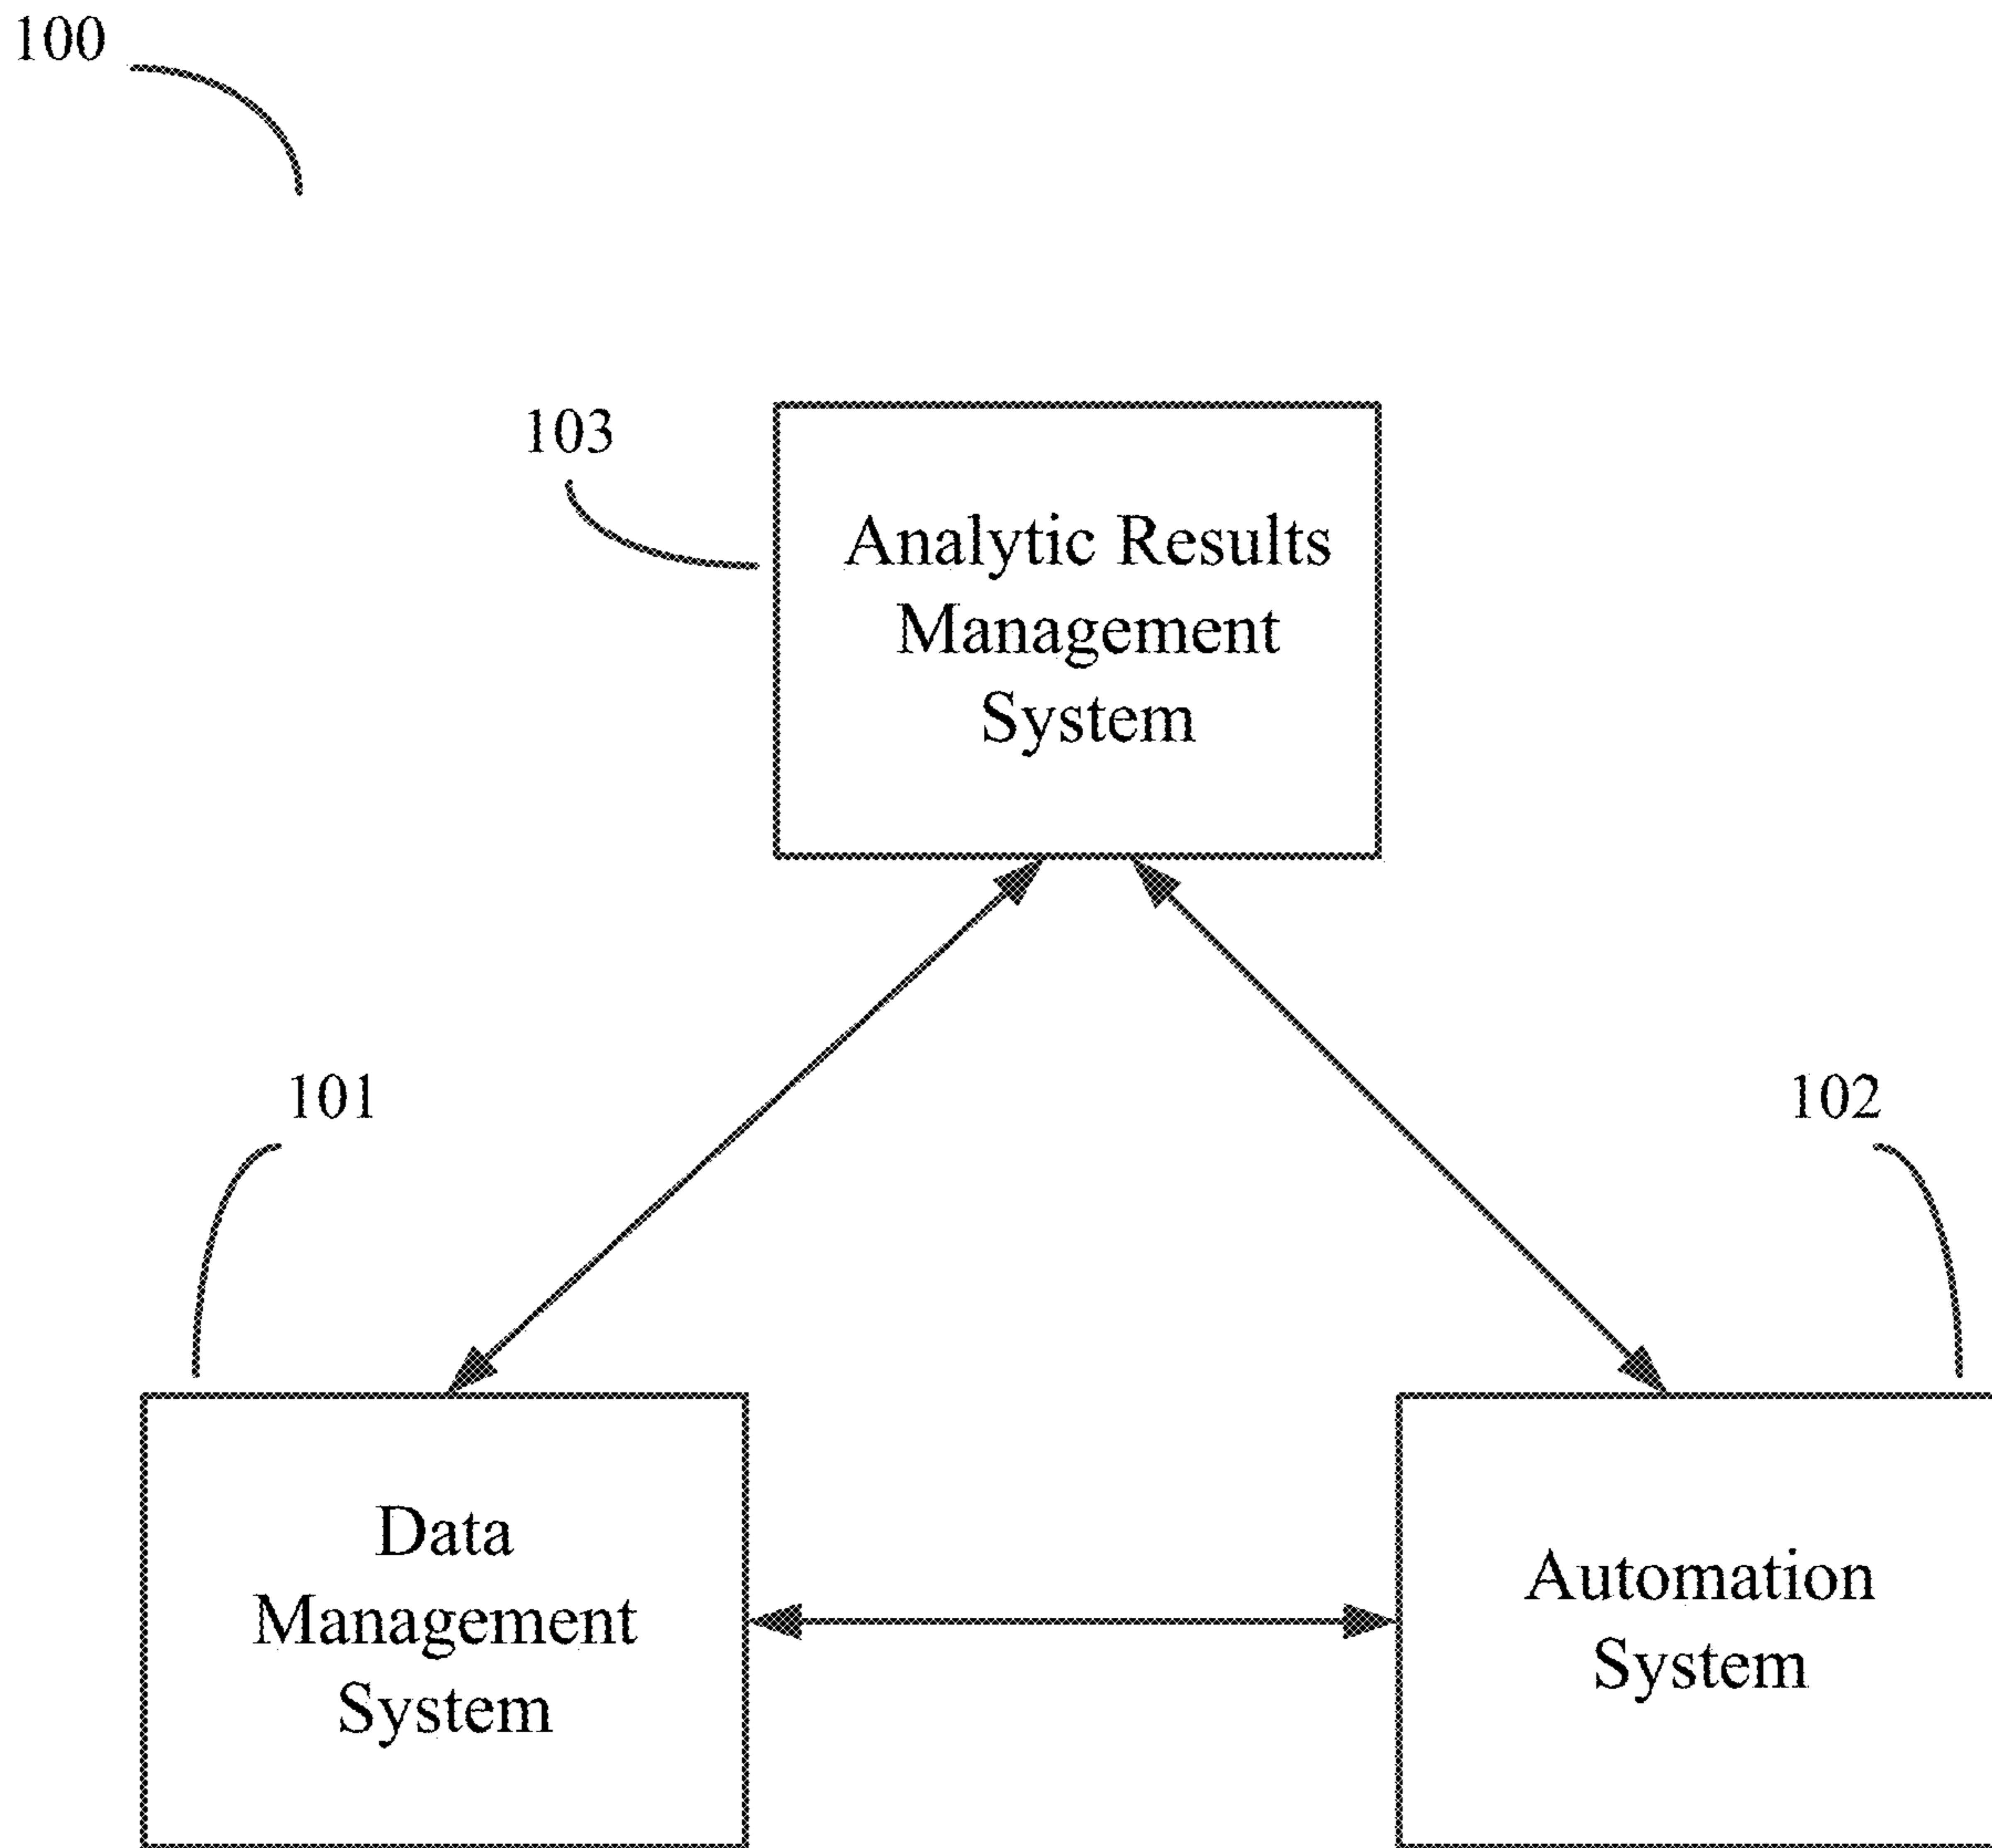 100
103
Analytic Results
Management
System
101
102
Data
Management
System
Automation
System